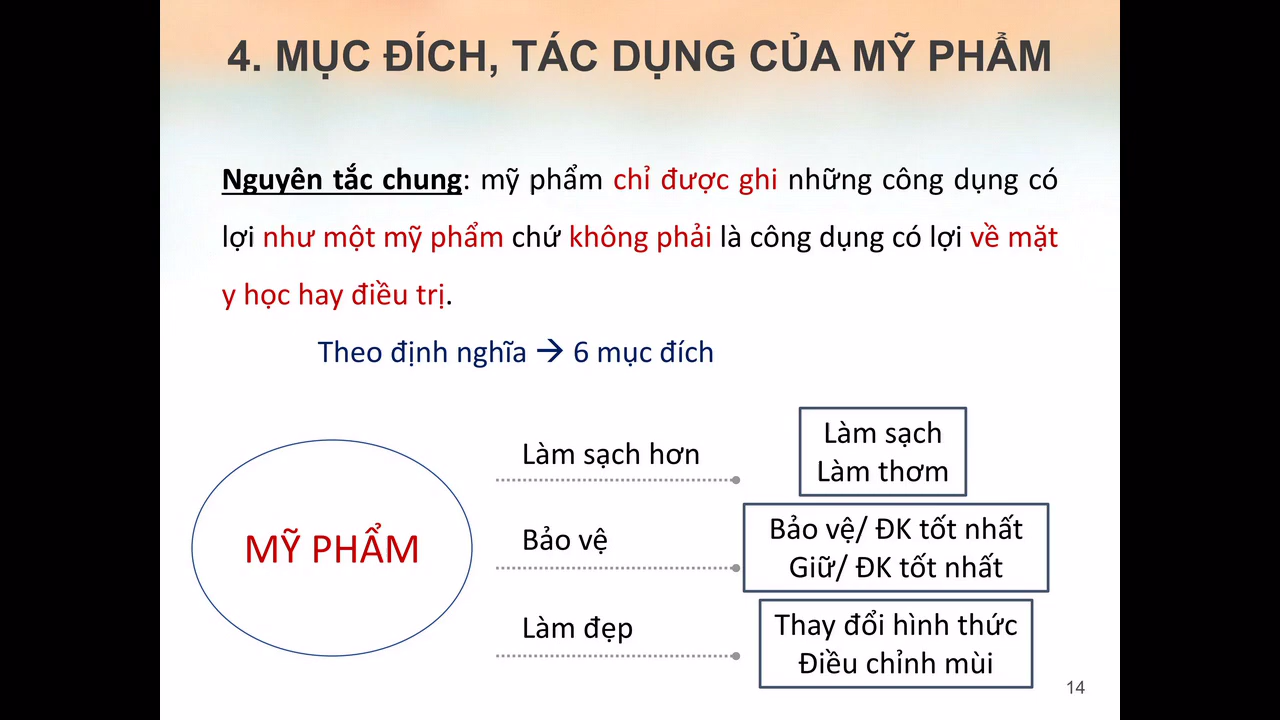 4. MỤC ĐÍCH, TÁC DỤNG CỦA MỸ PHẨM
Nguyên tắc chung: mỹ phẩm chỉ được ghi những công dụng có
lợi như một mỹ phẩm chứ không phải là công dụng có lợi về mặt
y học hay điều trị.
Theo định nghĩa → 6 mục đích
MỸ PHẨM
Làm sạch hơn
Làm sạch
Làm thơm
Bảo vệ
Bảo vệ/ ĐK tốt nhất
Giữ/ ĐK tốt nhất
Làm đẹp
Thay đổi hình thức
Điều chỉnh mùi
14